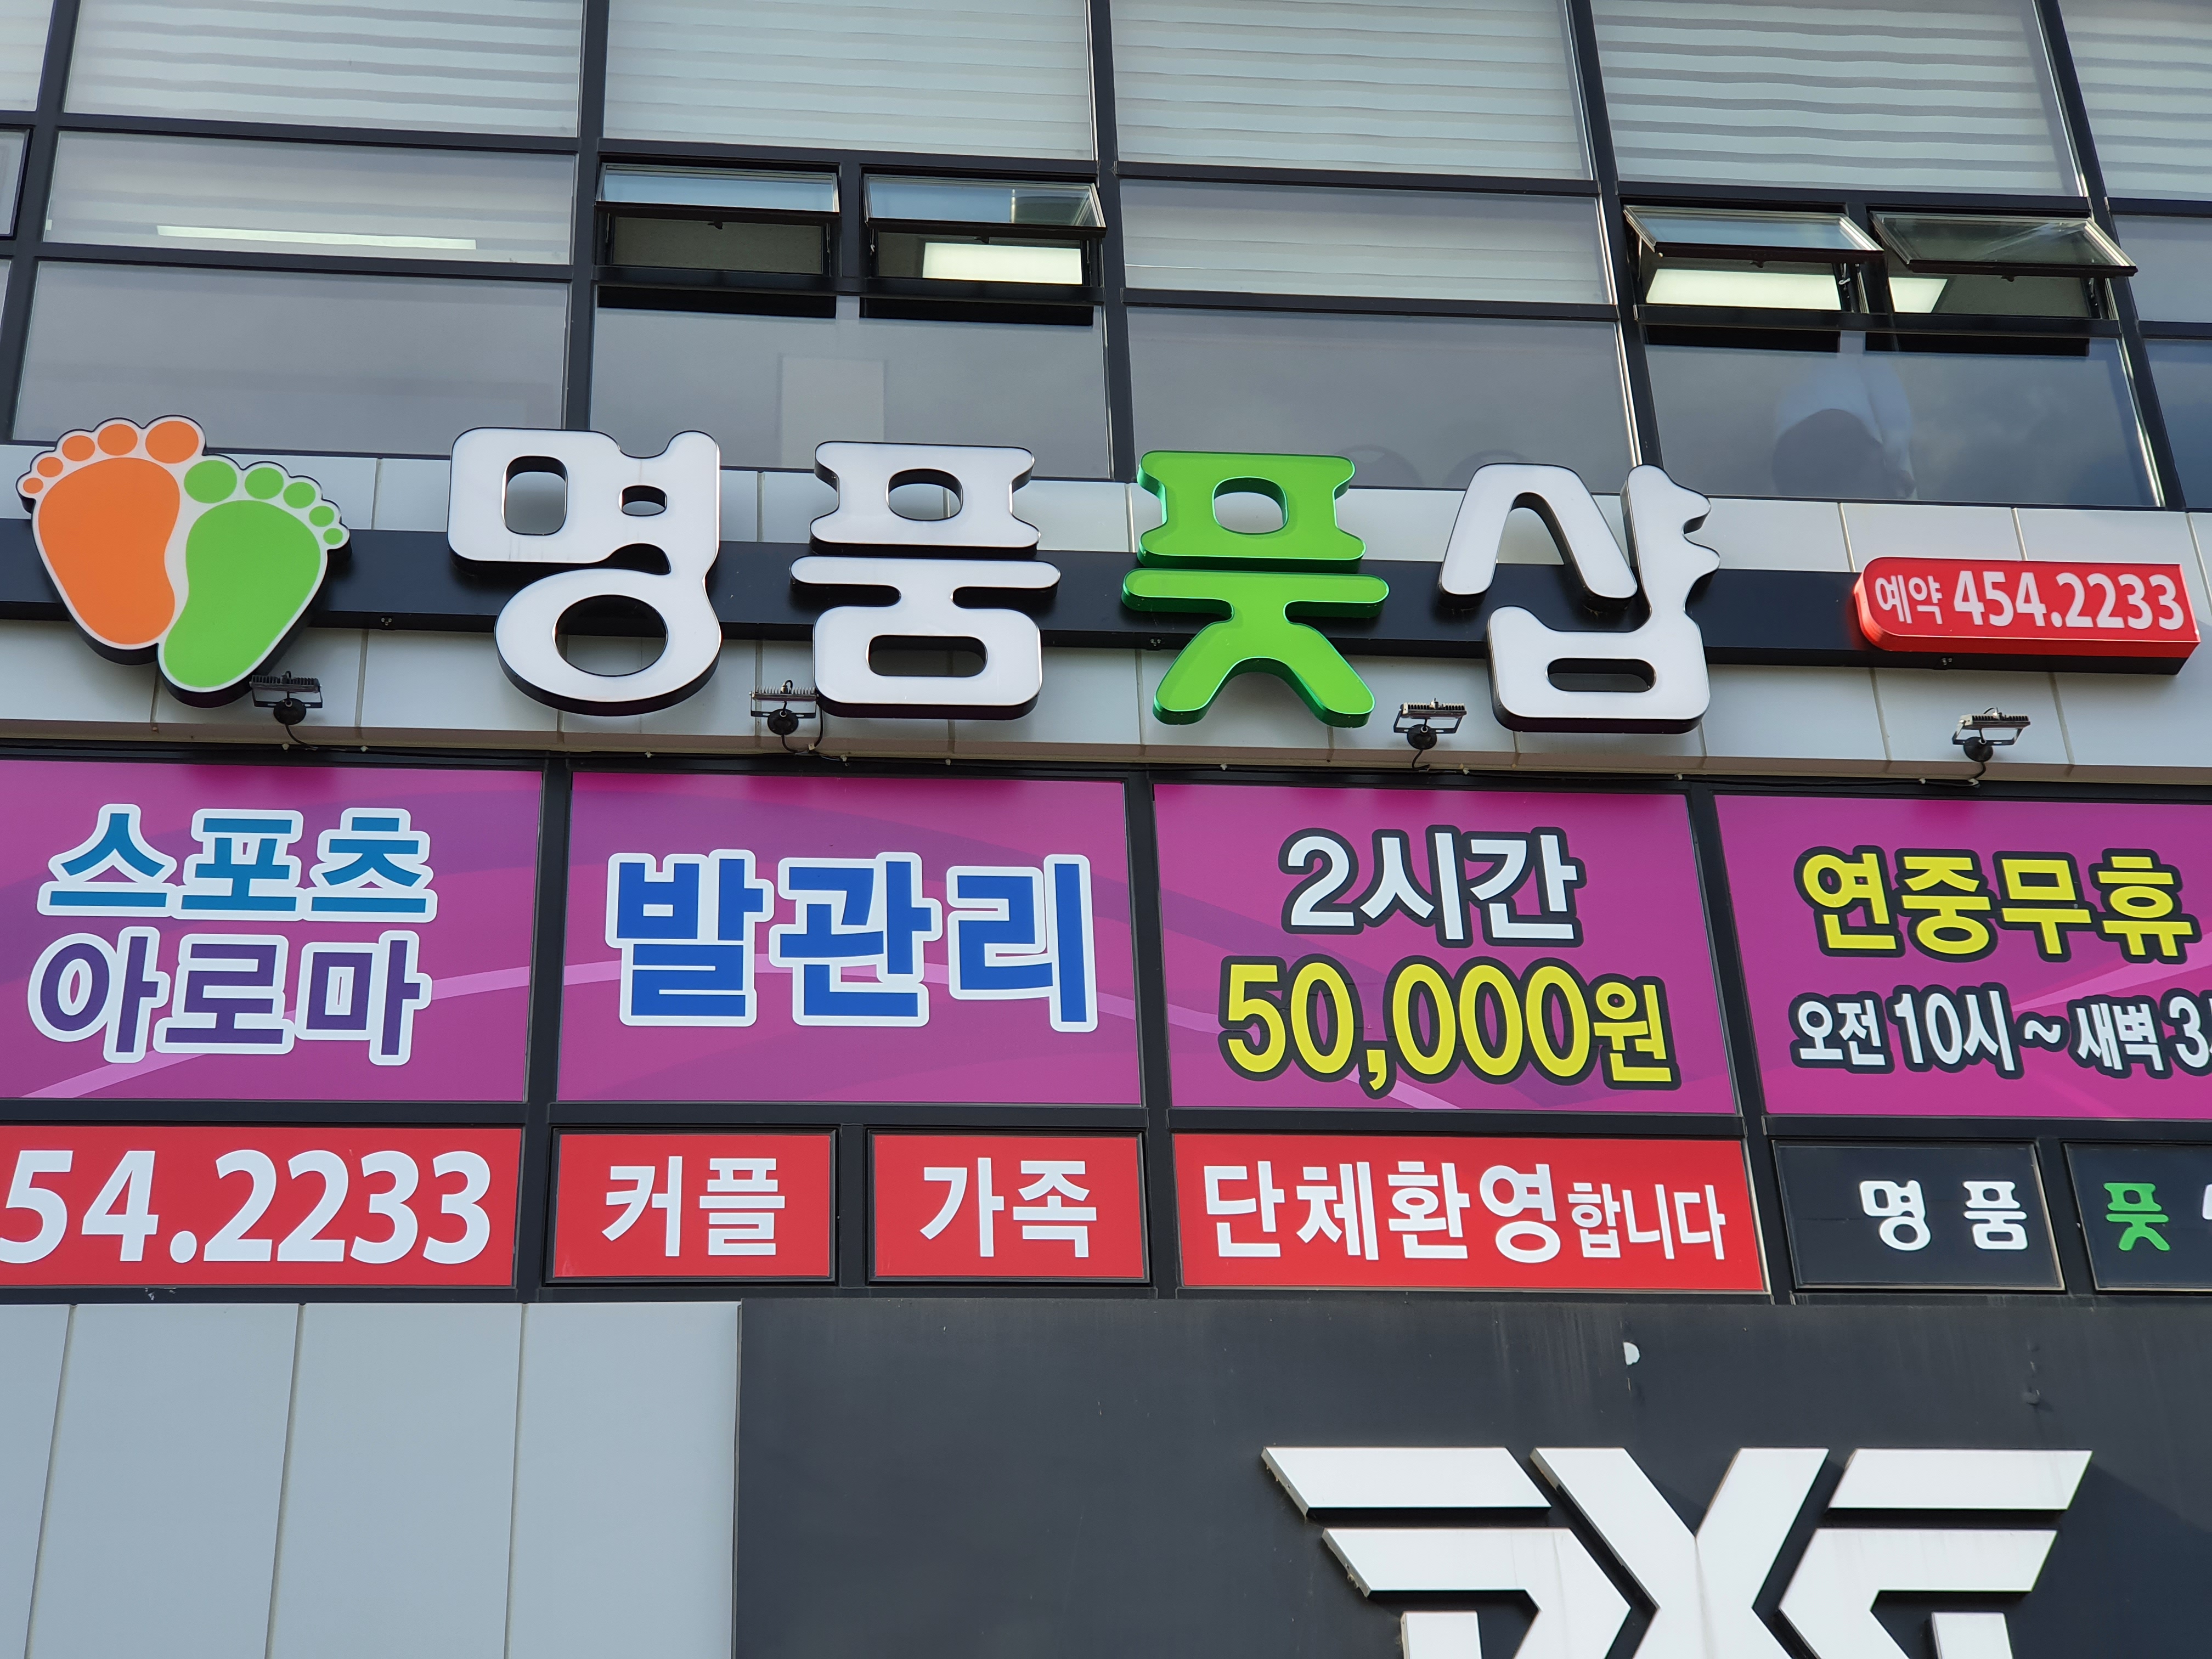 명품풋샵
예약 454.2233
스포츠
아로마
발관리
2시간
50,000원
연중무휴
오전 10시 ~ 새벽 3
54.2233
커플
가족
단체환영합니다
명품
풋
PXG